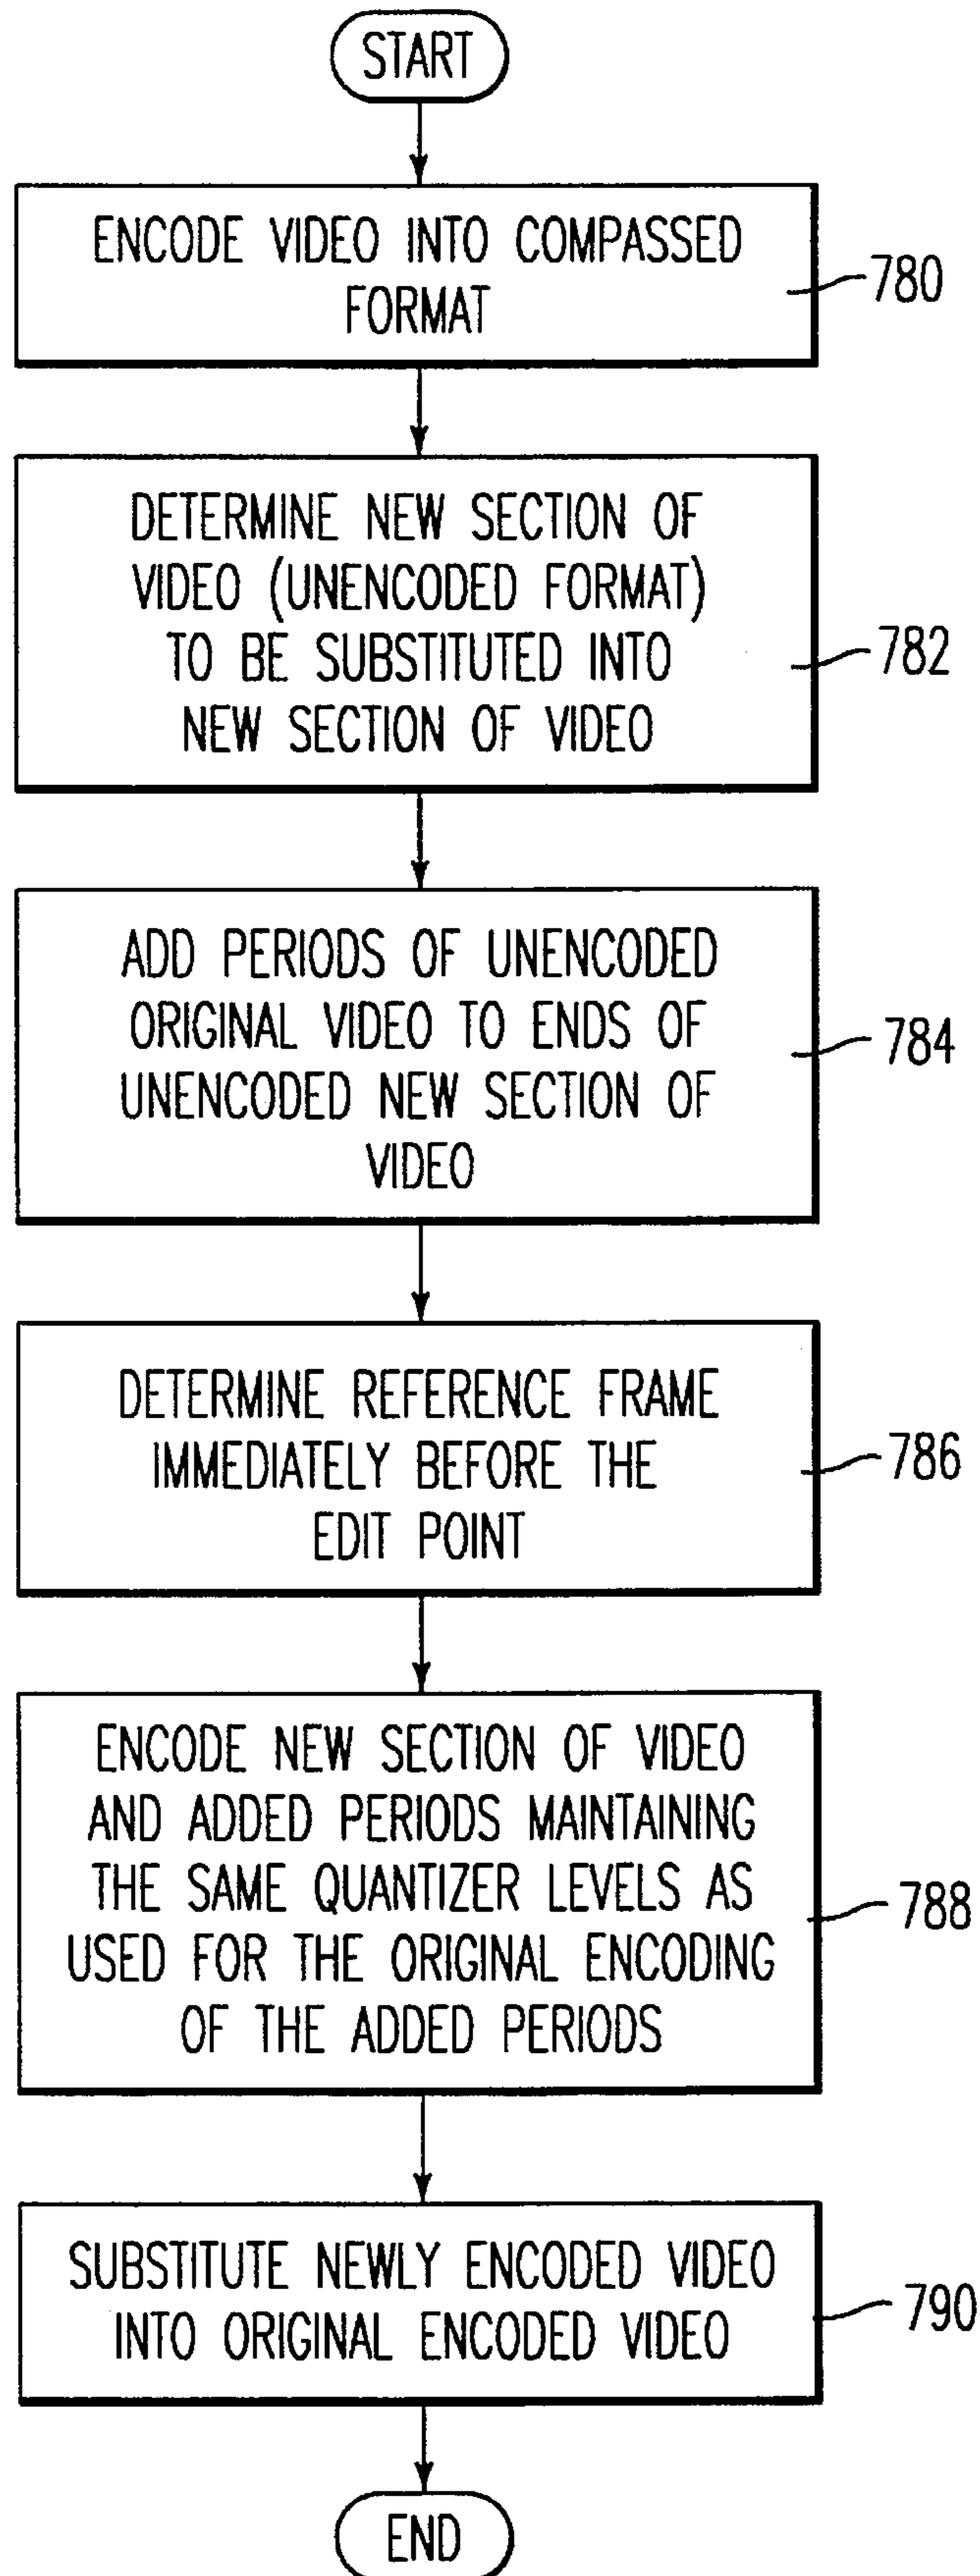 START
ENCODE VIDEO INTO COMPASSED
FORMAT
780
DETERMINE NEW SECTION OF
VIDEO (UNENCODED FORMAT)
TO BE SUBSTITUTED INTO
NEW SECTION OF VIDEO
782
ADD PERIODS OF UNENCODED
ORIGINAL VIDEO TO ENDS OF
UNENCODED NEW SECTION OF
VIDEO
784
DETERMINE REFERENCE FRAME
IMMEDIATELY BEFORE THE
EDIT POINT
786
ENCODE NEW SECTION OF VIDEO
AND ADDED PERIODS MAINTAINING
THE SAME QUANTIZER LEVELS AS
USED FOR THE ORIGINAL ENCODING
OF THE ADDED PERIODS
788
SUBSTITUTE NEWLY ENCODED VIDEO
INTO ORIGINAL ENCODED VIDEO
790
END